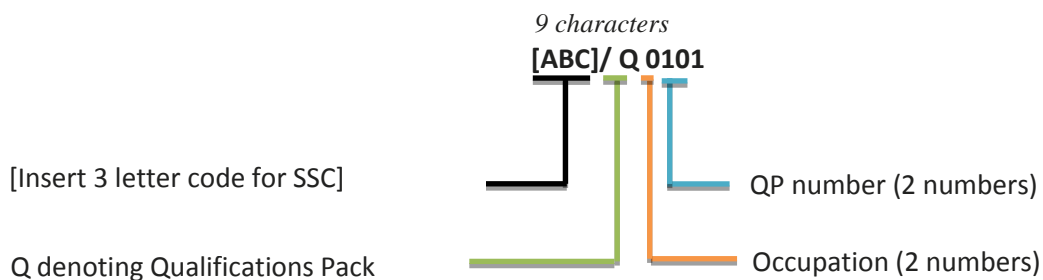 9 characters
[ABC]/ Q 0101
[Insert 3 letter code for SSC]
QP number (2 numbers)
Q denoting Qualifications Pack
Occupation (2 numbers)